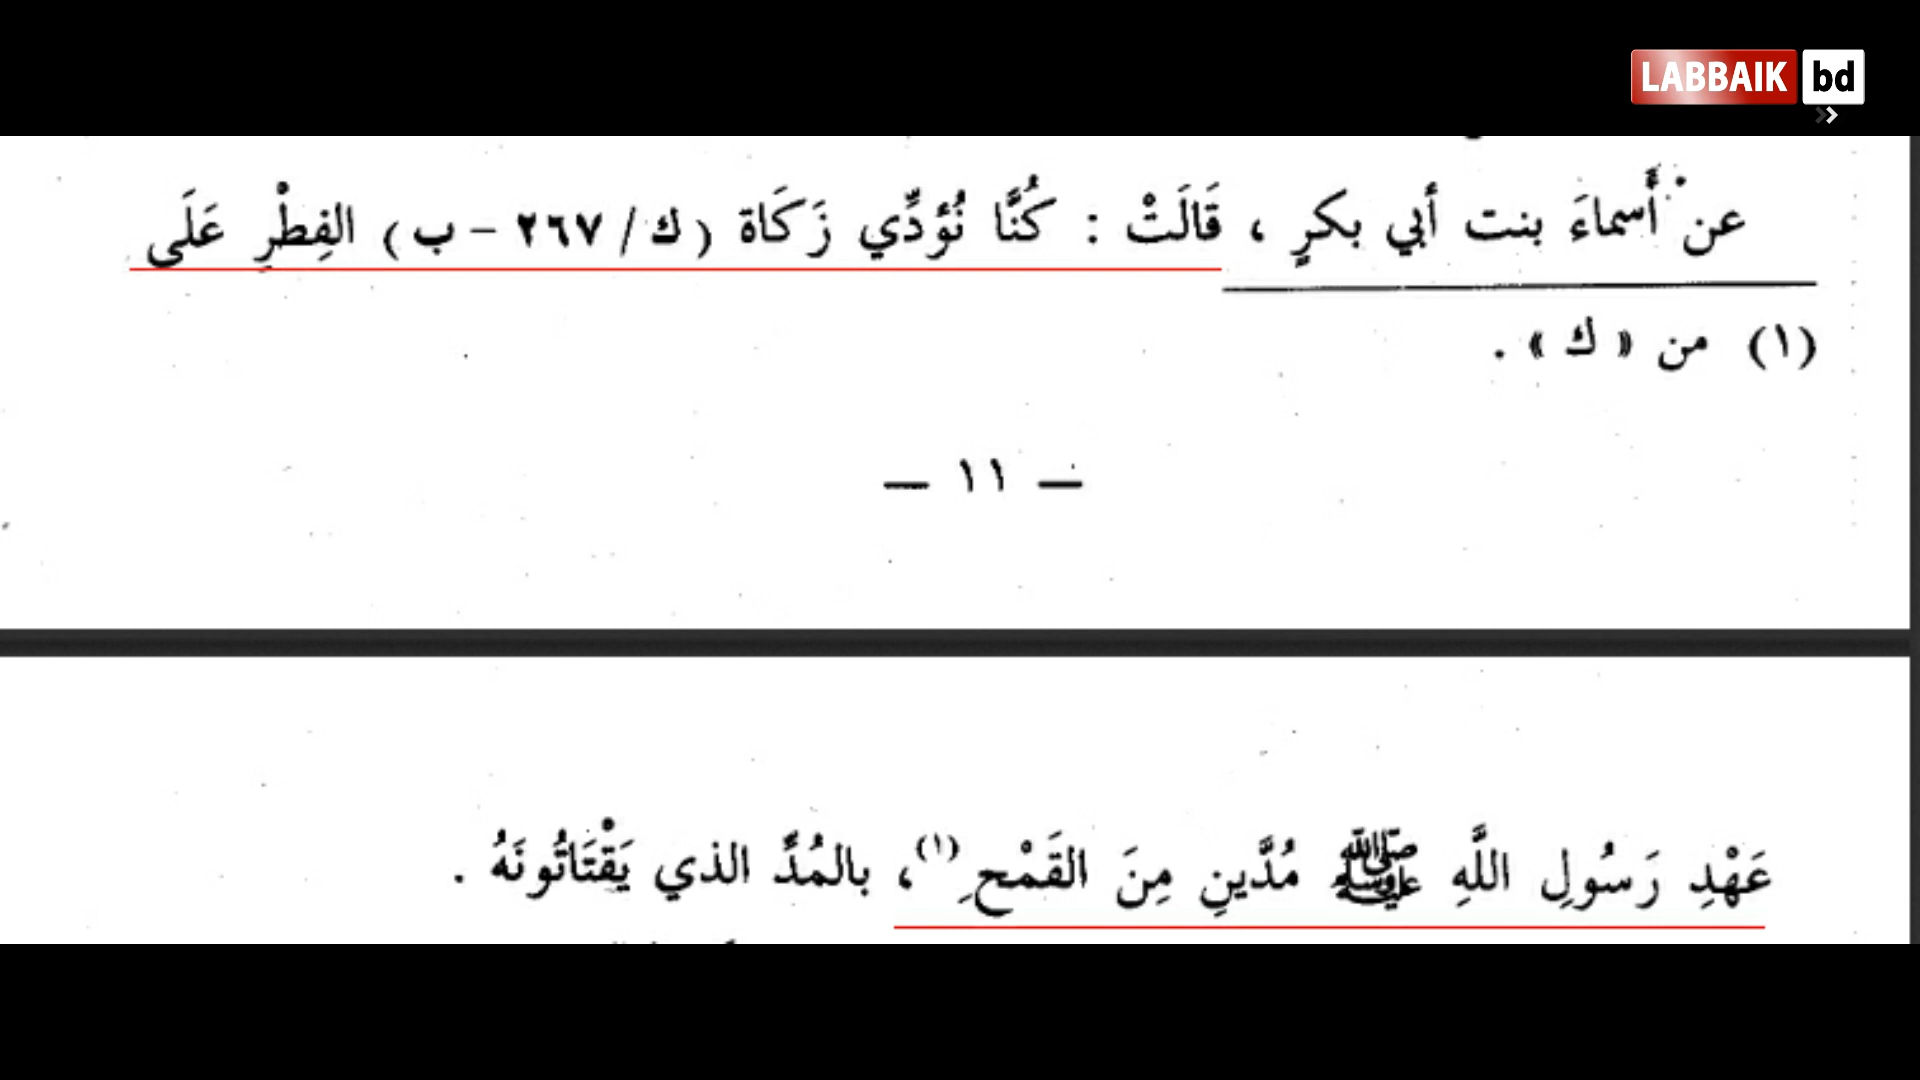 LABBAIK bd
عن أَسماءَ بنت أبي بكرٍ ، قَالَتْ : كُنَّا نُؤدِّي زَكَاة (ك/ ٢٦٧ - ب) الفِطْرِ عَلَى
(١) من « ك » .
— ١١ —
عَهْدِ رَسُولِ اللَّهِ ﷺ مُدَّينِ مِنَ القَمْحِ (١)، بالمُدِّ الذي يَقْتَاتُونَهُ .